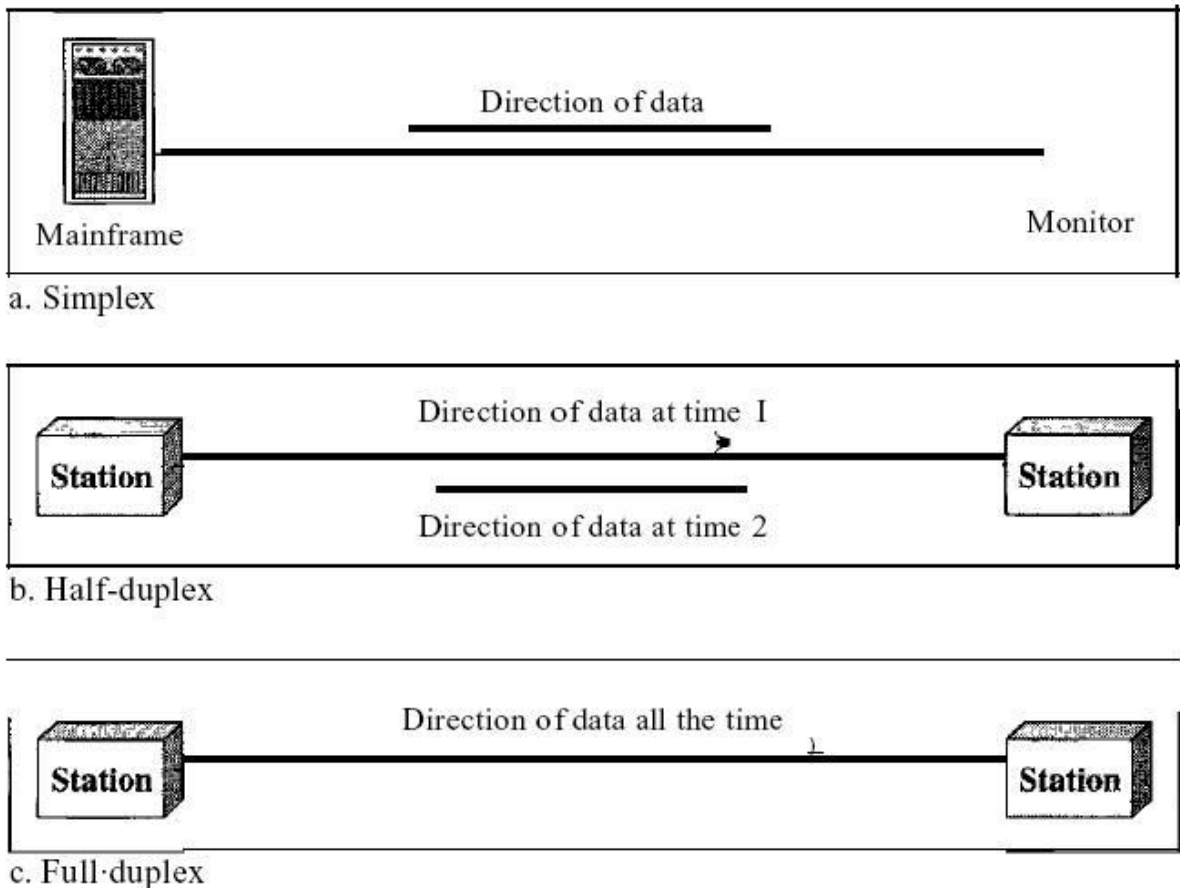 Direction of data
Mainframe
Monitor
a. Simplex
Direction of data at time I
Station
Station
Direction of data at time 2
b. Half-duplex
Direction of data all the time
Station
Station
c. Full·duplex